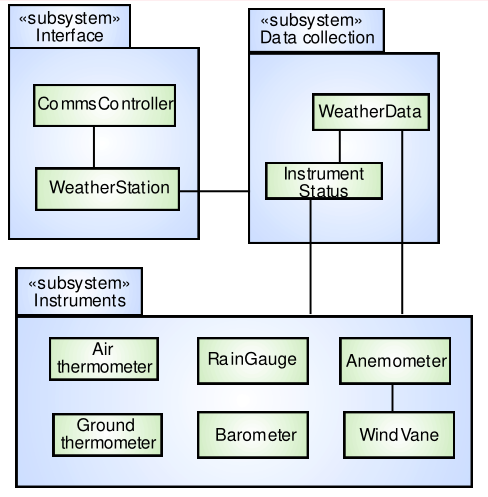 «subsystem»
Interface
CommsController
WeatherStation
«subsystem»
Data collection
WeatherData
Instrument
Status
«subsystem»
Instruments
Air
thermometer
RainGauge
Anemometer
Ground
thermometer
Barometer
WindVane